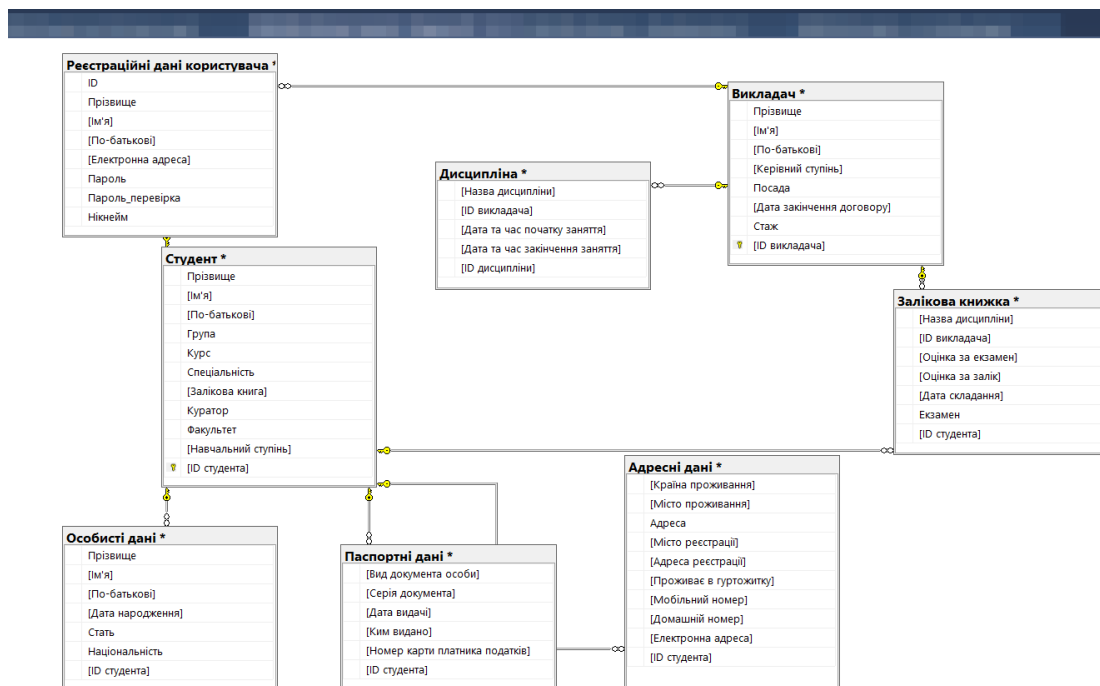 Реєстраційні дані користувача *
ID
Прізвище
[Ім'я]
[По-батькові]
[Електронна адреса]
Пароль
Пароль_перевірка
Нікнейм
Викладач *
Прізвище
[Ім'я]
[По-батькові]
[Керівний ступінь]
Посада
[Дата закінчення договору]
Стаж
[ID викладача]
Дисципліна *
[Назва дисципліни]
[ID викладача]
[Дата та час початку заняття]
[Дата та час закінчення заняття]
[ID дисципліни]
Студент *
Прізвище
[Ім'я]
[По-батькові]
Група
Курс
Спеціальність
[Залікова книга]
Куратор
Факультет
[Навчальний ступінь]
[ID студента]
Залікова книжка *
[Назва дисципліни]
[ID викладача]
[Оцінка за екзамен]
[Оцінка за залік]
[Дата складання]
Екзамен
[ID студента]
Особисті дані *
Прізвище
[Ім'я]
[По-батькові]
[Дата народження]
Стать
Національність
[ID студента]
Паспортні дані *
[Вид документа особи]
[Серія документа]
[Дата видачі]
[Ким видано]
[Номер карти платника податків]
[ID студента]
Адресні дані *
[Країна проживання]
[Місто проживання]
Адреса
[Місто реєстрації]
[Адреса реєстрації]
[Проживає в гуртожитку]
[Мобільний номер]
[Домашній номер]
[Електронна адреса]
[ID студента]